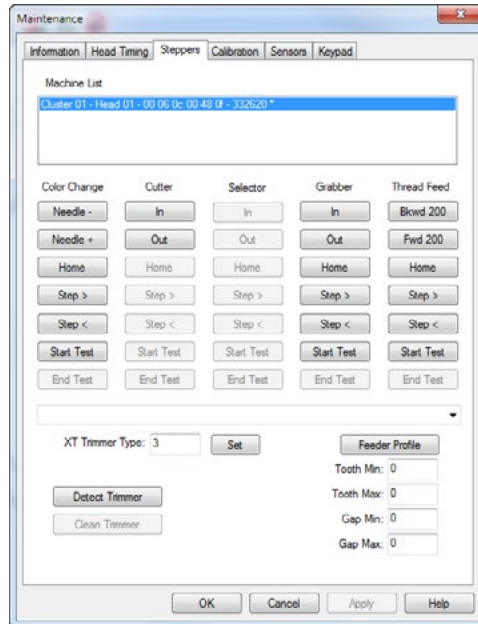 Maintenance
Information Head Timing Steppers Calibration Sensors Keypad
Machine List
Cluster 01 - Head 01 - 00 06 0c 00 48 0f - 332620 *
Color Change Cutter Selector Grabber Thread Feed
Needle - In In In Bkwd 200
Needle + Out Out Out Fwd 200
Home Home Home Home Home
Step > Step > Step > Step > Step >
Step < Step < Step < Step < Step <
Start Test Start Test Start Test Start Test Start Test
End Test End Test End Test End Test End Test
XT Trimmer Type: 3 Set Feeder Profile
Tooth Min: 0
Detect Trimmer Tooth Max: 0
Clean Trimmer Gap Min: 0
Gap Max: 0
OK Cancel Apply Help